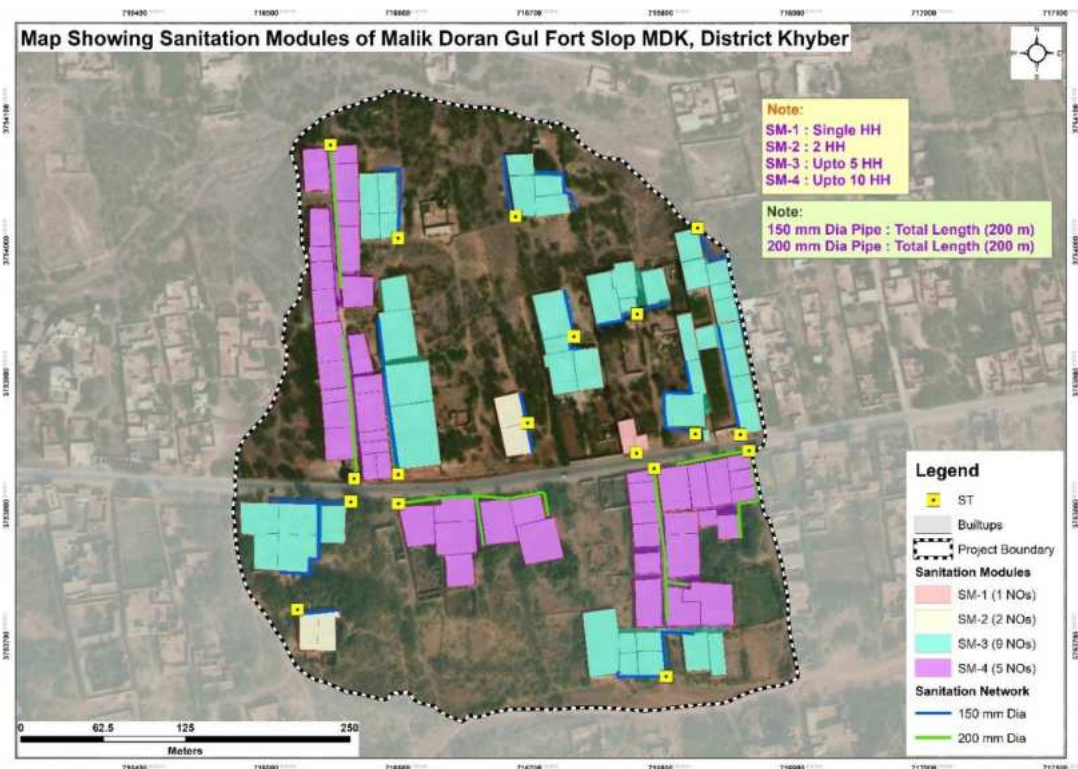 Map Showing Sanitation Modules of Malik Doran Gul Fort Slop MDK, District Khyber
N
S
Note:
SM-1 : Single HH
SM-2 : 2 HH
SM-3 : Upto 5 HH
SM-4 : Upto 10 HH
Note:
150 mm Dia Pipe : Total Length (200 m)
200 mm Dia Pipe : Total Length (200 m)
Legend
ST
Builtups
Project Boundary
Sanitation Modules
SM-1 (1 NOs)
SM-2 (2 NOs)
SM-3 (9 NOs)
SM-4 (5 NOs)
Sanitation Network
150 mm Dia
200 mm Dia
0 62.5 125 250
Meters